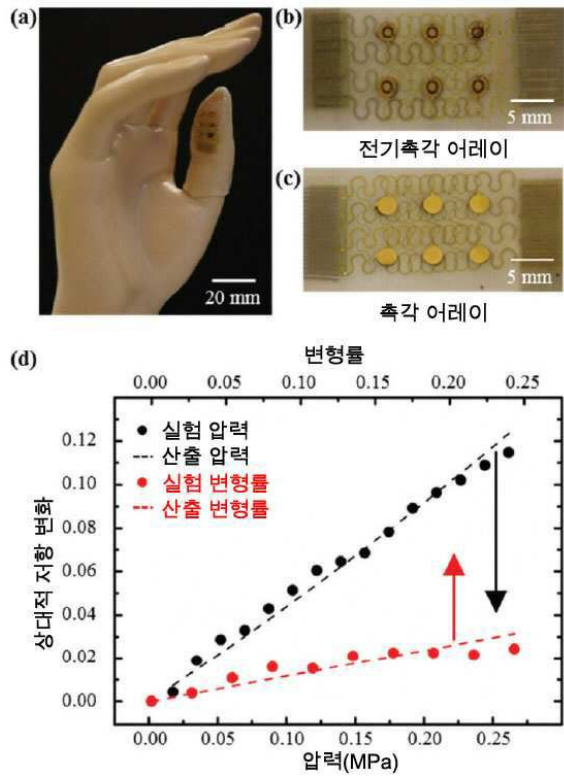 (a)
20 mm
(b)
5 mm
전기촉각 어레이
(c)
5 mm
촉각 어레이
(d)
변형률
0.00 0.05 0.10 0.15 0.20 0.25
0.12
0.10
0.08
0.06
0.04
0.02
0.00
상대적 저항 변화
실험 압력
산출 압력
실험 변형률
산출 변형률
0.00 0.05 0.10 0.15 0.20 0.25
압력(MPa)